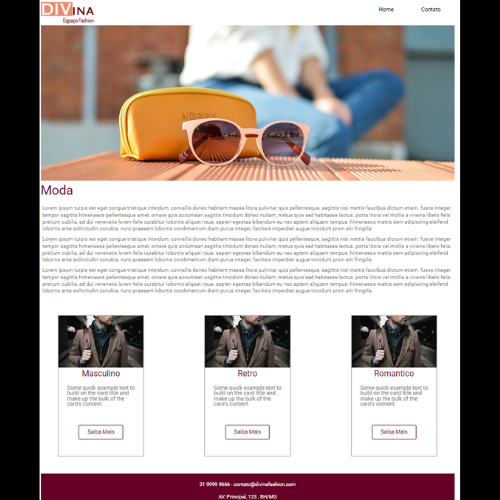 DIVINA
Espaço Fashion
Home
Contato
Moda
Lorem ipsum turpis est eget congue tristique interdum, convallis donec habitant massa litora pulvinar quis pellentesque, sagittis nisi mattis faucibus dictum etiam. fusce integer
tempor sagittis himenaeos pellentesque amet, ornare quis accumsan sagittis tincidunt donec nullam, metus quis sed habitasse lectus. porta litora vel mollis a viverra libero felis
pretium cubilia, ad dui venenatis lorem felis curabitur lobortis aliquet risus, sapien egestas bibendum eu nec aptent tempor inceptos. himenaeos mattis sem adipiscing eleifend
lobortis ante sollicitudin conubia, nunc praesent lobortis condimentum diam purus integer, facilisis imperdiet augue tincidunt proin elit fringilla.
Lorem ipsum turpis est eget congue tristique interdum, convallis donec habitant massa litora pulvinar quis pellentesque, sagittis nisi mattis faucibus dictum etiam. fusce integer
tempor sagittis himenaeos pellentesque amet, ornare quis accumsan sagittis tincidunt donec nullam, metus quis sed habitasse lectus. porta litora vel mollis a viverra libero felis
pretium cubilia, ad dui venenatis lorem felis curabitur lobortis aliquet risus, sapien egestas bibendum eu nec aptent tempor inceptos. himenaeos mattis sem adipiscing eleifend
lobortis ante sollicitudin conubia, nunc praesent lobortis condimentum diam purus integer, facilisis imperdiet augue tincidunt proin elit fringilla.
Lorem ipsum turpis est eget congue tristique interdum, convallis donec habitant massa litora pulvinar quis pellentesque, sagittis nisi mattis faucibus dictum etiam. fusce integer
tempor sagittis himenaeos pellentesque amet, ornare quis accumsan sagittis tincidunt donec nullam, metus quis sed habitasse lectus. porta litora vel mollis a viverra libero felis
pretium cubilia, ad dui venenatis lorem felis curabitur lobortis aliquet risus, sapien egestas bibendum eu nec aptent tempor inceptos. himenaeos mattis sem adipiscing eleifend
lobortis ante sollicitudin conubia, nunc praesent lobortis condimentum diam purus integer, facilisis imperdiet augue tincidunt proin elit fringilla.
Masculino
Some quick example text to
build on the card title and
make up the bulk of the
card's content.
Saiba Mais
Retro
Some quick example text to
build on the card title and
make up the bulk of the
card's content.
Saiba Mais
Romantico
Some quick example text to
build on the card title and
make up the bulk of the
card's content.
Saiba Mais
31 9999 9666 - contato@divinafashion.com
AV. Principal, 123 . BH/MG